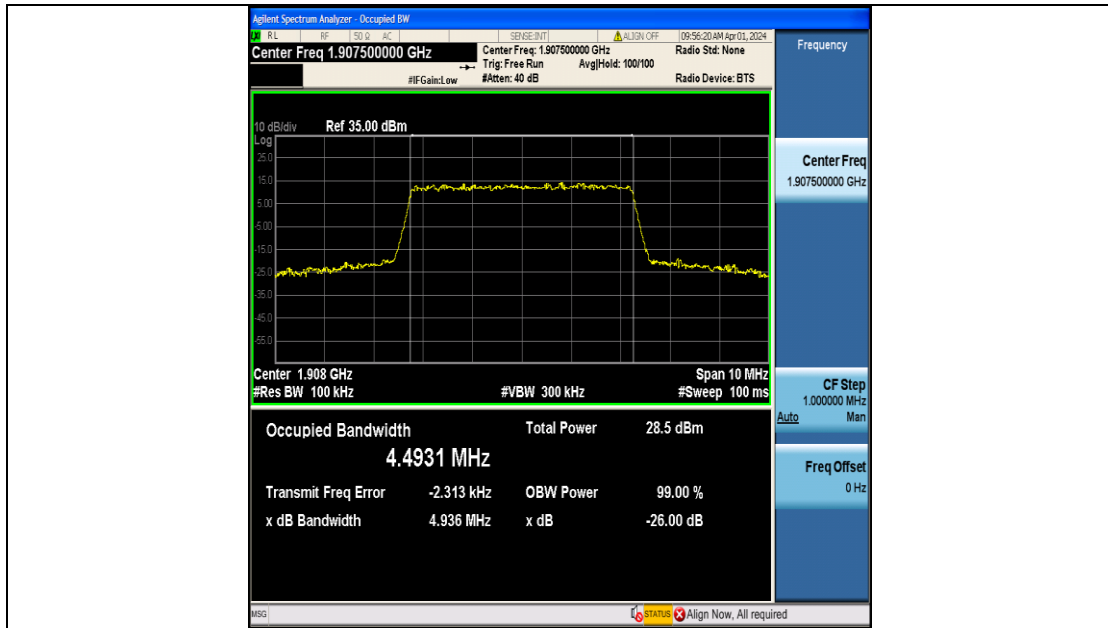 Agilent Spectrum Analyzer - Occupied BW
RL RF 50 Ω AC SENSE:INT ALIGN OFF 09:56:20 AM Apr 01, 2024
Center Freq 1.907500000 GHz
Center Freq: 1.907500000 GHz
Radio Std: None
Trig: Free Run Avg|Hold: 100/100
#IFGain:Low #Atten: 40 dB
Radio Device: BTS
Frequency
10 dB/div Ref 35.00 dBm
Log
25.0
15.0
5.00
-5.00
-15.0
-25.0
-35.0
-45.0
-55.0
Center 1.908 GHz
Span 10 MHz
#Res BW 100 kHz
#VBW 300 kHz
#Sweep 100 ms
Center Freq
1.907500000 GHz
CF Step
1.000000 MHz
Auto Man
Freq Offset
0 Hz
Occupied Bandwidth
4.4931 MHz
Total Power 28.5 dBm
Transmit Freq Error -2.313 kHz
OBW Power 99.00 %
x dB Bandwidth 4.936 MHz
x dB -26.00 dB
MSG
STATUS Align Now, All required